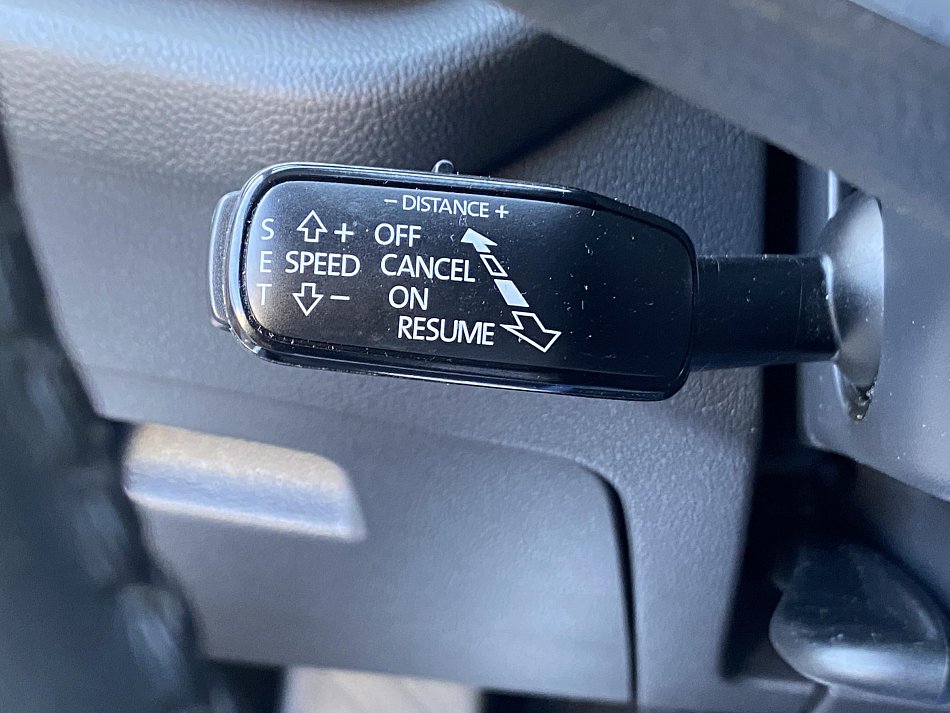 − DISTANCE +
S + OFF
E SPEED CANCEL
T − ON
RESUME